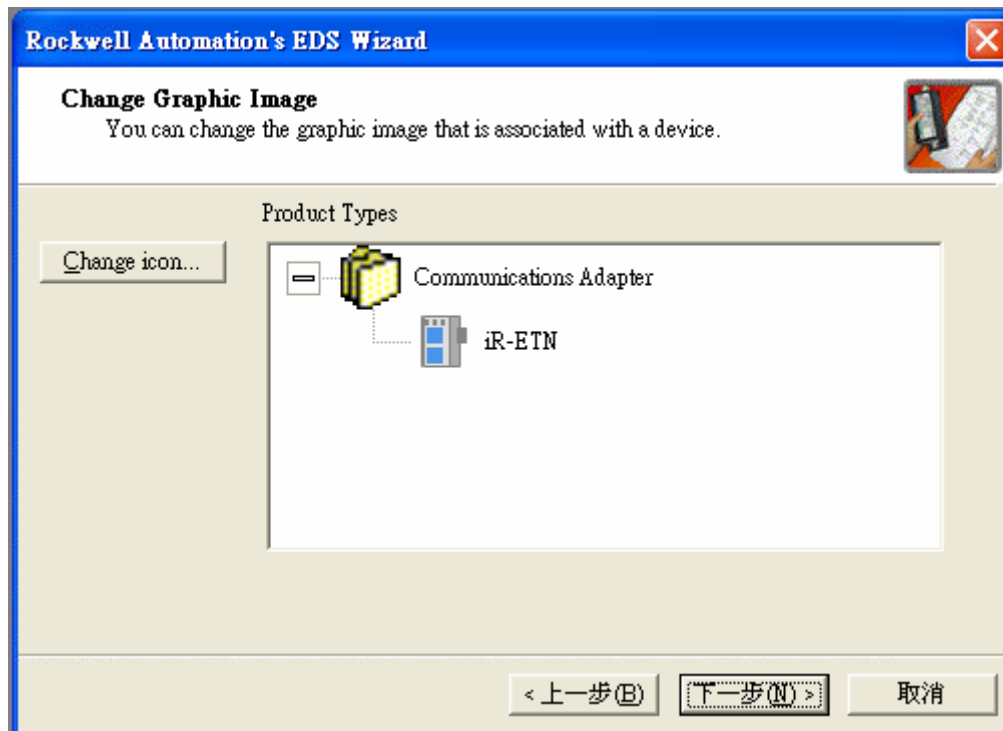 Rockwell Automation's EDS Wizard
Change Graphic Image
You can change the graphic image that is associated with a device.
Product Types
Change icon...
Communications Adapter
iR-ETN
< 上一步(B)
下一步(N) >
取消